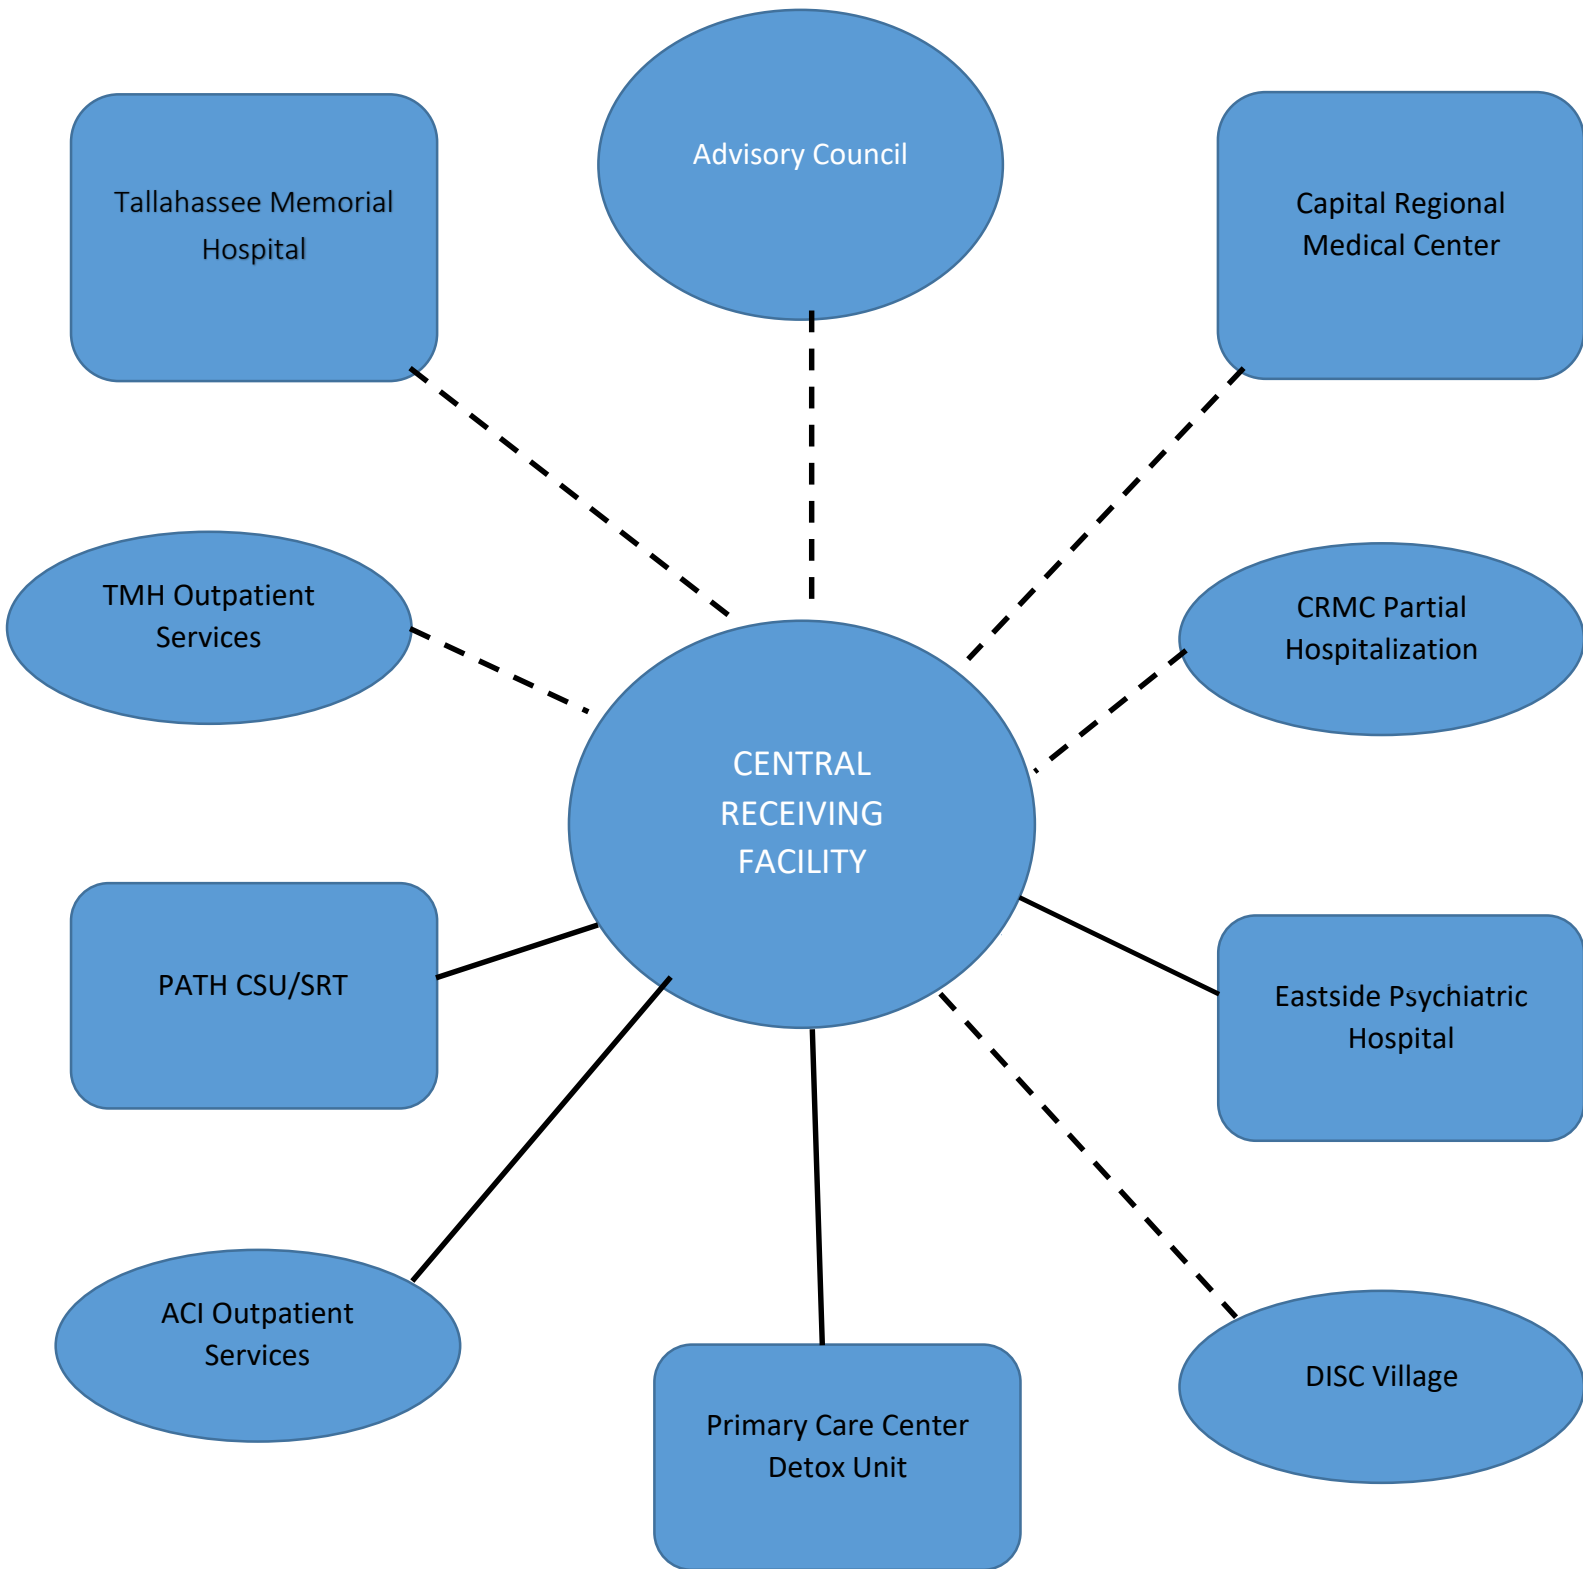 Advisory Council
Tallahassee Memorial
Hospital
Capital Regional
Medical Center
TMH Outpatient
Services
CRMC Partial
Hospitalization
CENTRAL
RECEIVING
FACILITY
PATH CSU/SRT
Eastside Psychiatric
Hospital
ACI Outpatient
Services
DISC Village
Primary Care Center
Detox Unit